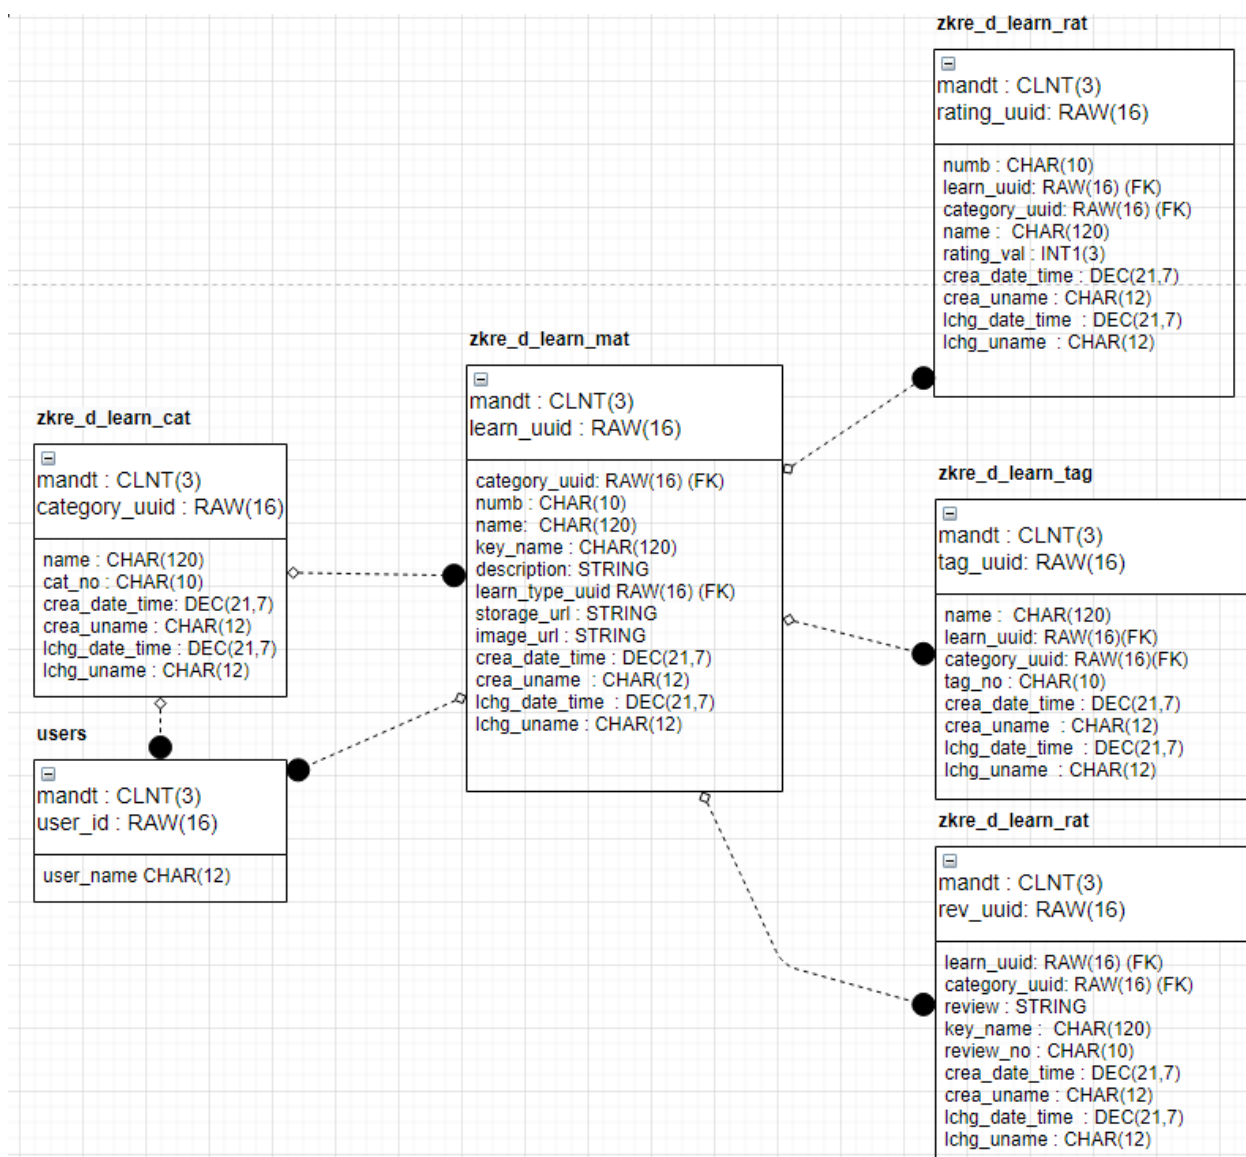 zkre_d_learn_rat
mandt : CLNT(3)
rating_uuid: RAW(16)
numb : CHAR(10)
learn_uuid: RAW(16) (FK)
category_uuid: RAW(16) (FK)
name :  CHAR(120)
rating_val : INT1(3)
crea_date_time : DEC(21,7)
crea_uname : CHAR(12)
lchg_date_time  : DEC(21,7)
lchg_uname  : CHAR(12)
zkre_d_learn_mat
mandt : CLNT(3)
learn_uuid : RAW(16)
category_uuid: RAW(16) (FK)
numb : CHAR(10)
name:  CHAR(120)
key_name : CHAR(120)
description: STRING
learn_type_uuid RAW(16) (FK)
storage_url : STRING
image_url : STRING
crea_date_time : DEC(21,7)
crea_uname  : CHAR(12)
lchg_date_time  : DEC(21,7)
lchg_uname : CHAR(12)
zkre_d_learn_cat
mandt : CLNT(3)
category_uuid : RAW(16)
name : CHAR(120)
cat_no : CHAR(10)
crea_date_time: DEC(21,7)
crea_uname : CHAR(12)
lchg_date_time : DEC(21,7)
lchg_uname : CHAR(12)
users
mandt : CLNT(3)
user_id : RAW(16)
user_name CHAR(12)
zkre_d_learn_tag
mandt : CLNT(3)
tag_uuid: RAW(16)
name :  CHAR(120)
learn_uuid: RAW(16)(FK)
category_uuid: RAW(16)(FK)
tag_no : CHAR(10)
crea_date_time : DEC(21,7)
crea_uname  : CHAR(12)
lchg_date_time  : DEC(21,7)
lchg_uname  : CHAR(12)
zkre_d_learn_rat
mandt : CLNT(3)
rev_uuid: RAW(16)
learn_uuid: RAW(16) (FK)
category_uuid: RAW(16) (FK)
review : STRING
key_name :  CHAR(120)
review_no : CHAR(10)
crea_date_time : DEC(21,7)
crea_uname : CHAR(12)
lchg_date_time  : DEC(21,7)
lchg_uname : CHAR(12)